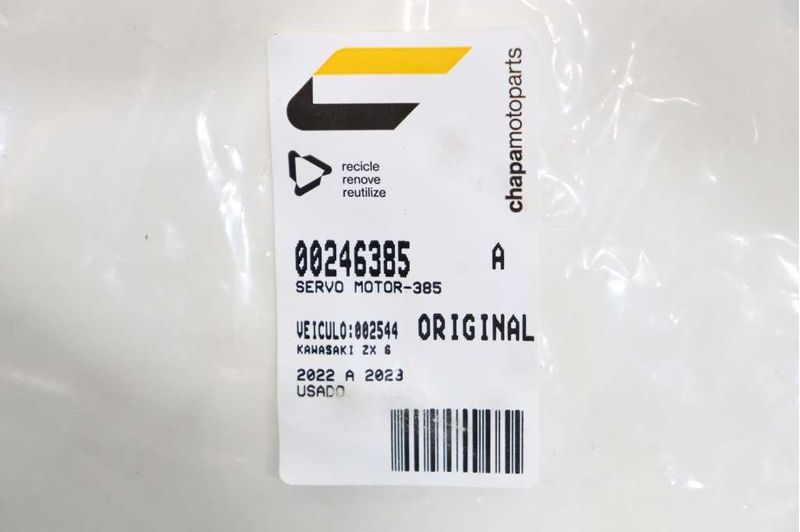 chapamotoparts
recicle
renove
reutilize
00246385 A
SERVO MOTOR-385
VEICULO:002544 ORIGINAL
KAWASAKI ZX 6
2022 A 2023
USADO